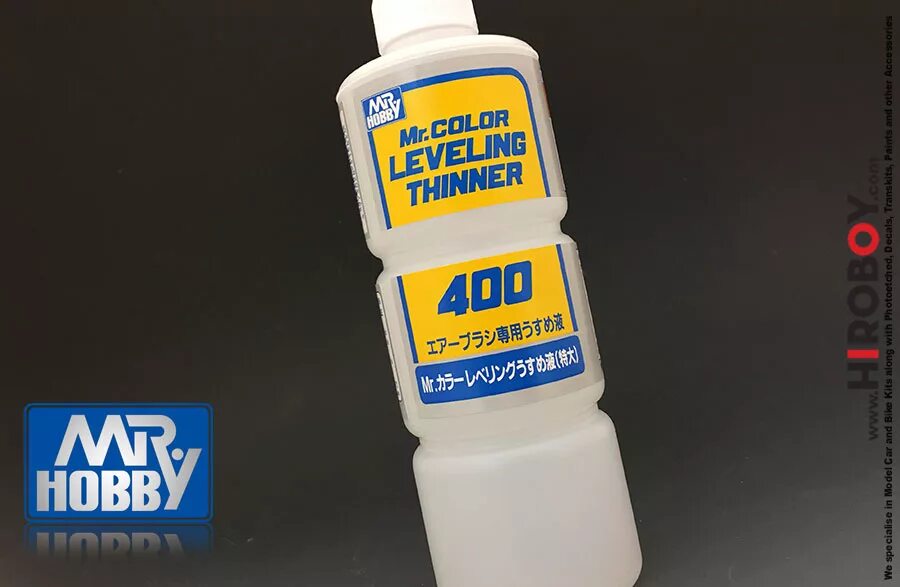 MR.
HOBBY
Mr.COLOR
LEVELING
THINNER
400
エアーブラシ専用うすめ液
Mr.カラーレベリングうすめ液(特大)
MR.
HOBBY
www.HIROBOY.com
We specialise in Model Car and Bike Kits along with Photoetched, Decals, Transkits, Paints and other Accessories